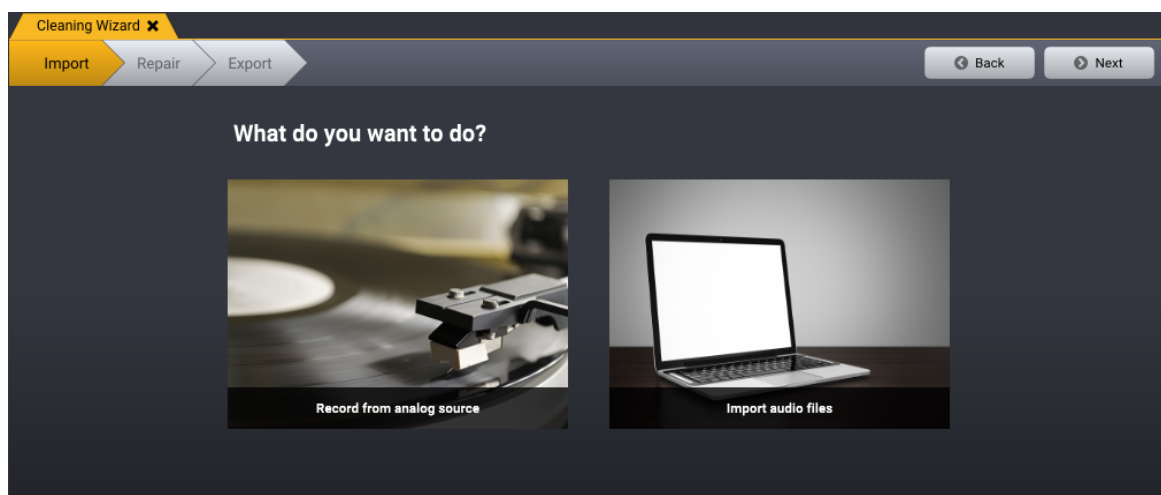 Cleaning Wizard
Import Repair Export Back Next
What do you want to do?
Record from analog source Import audio files